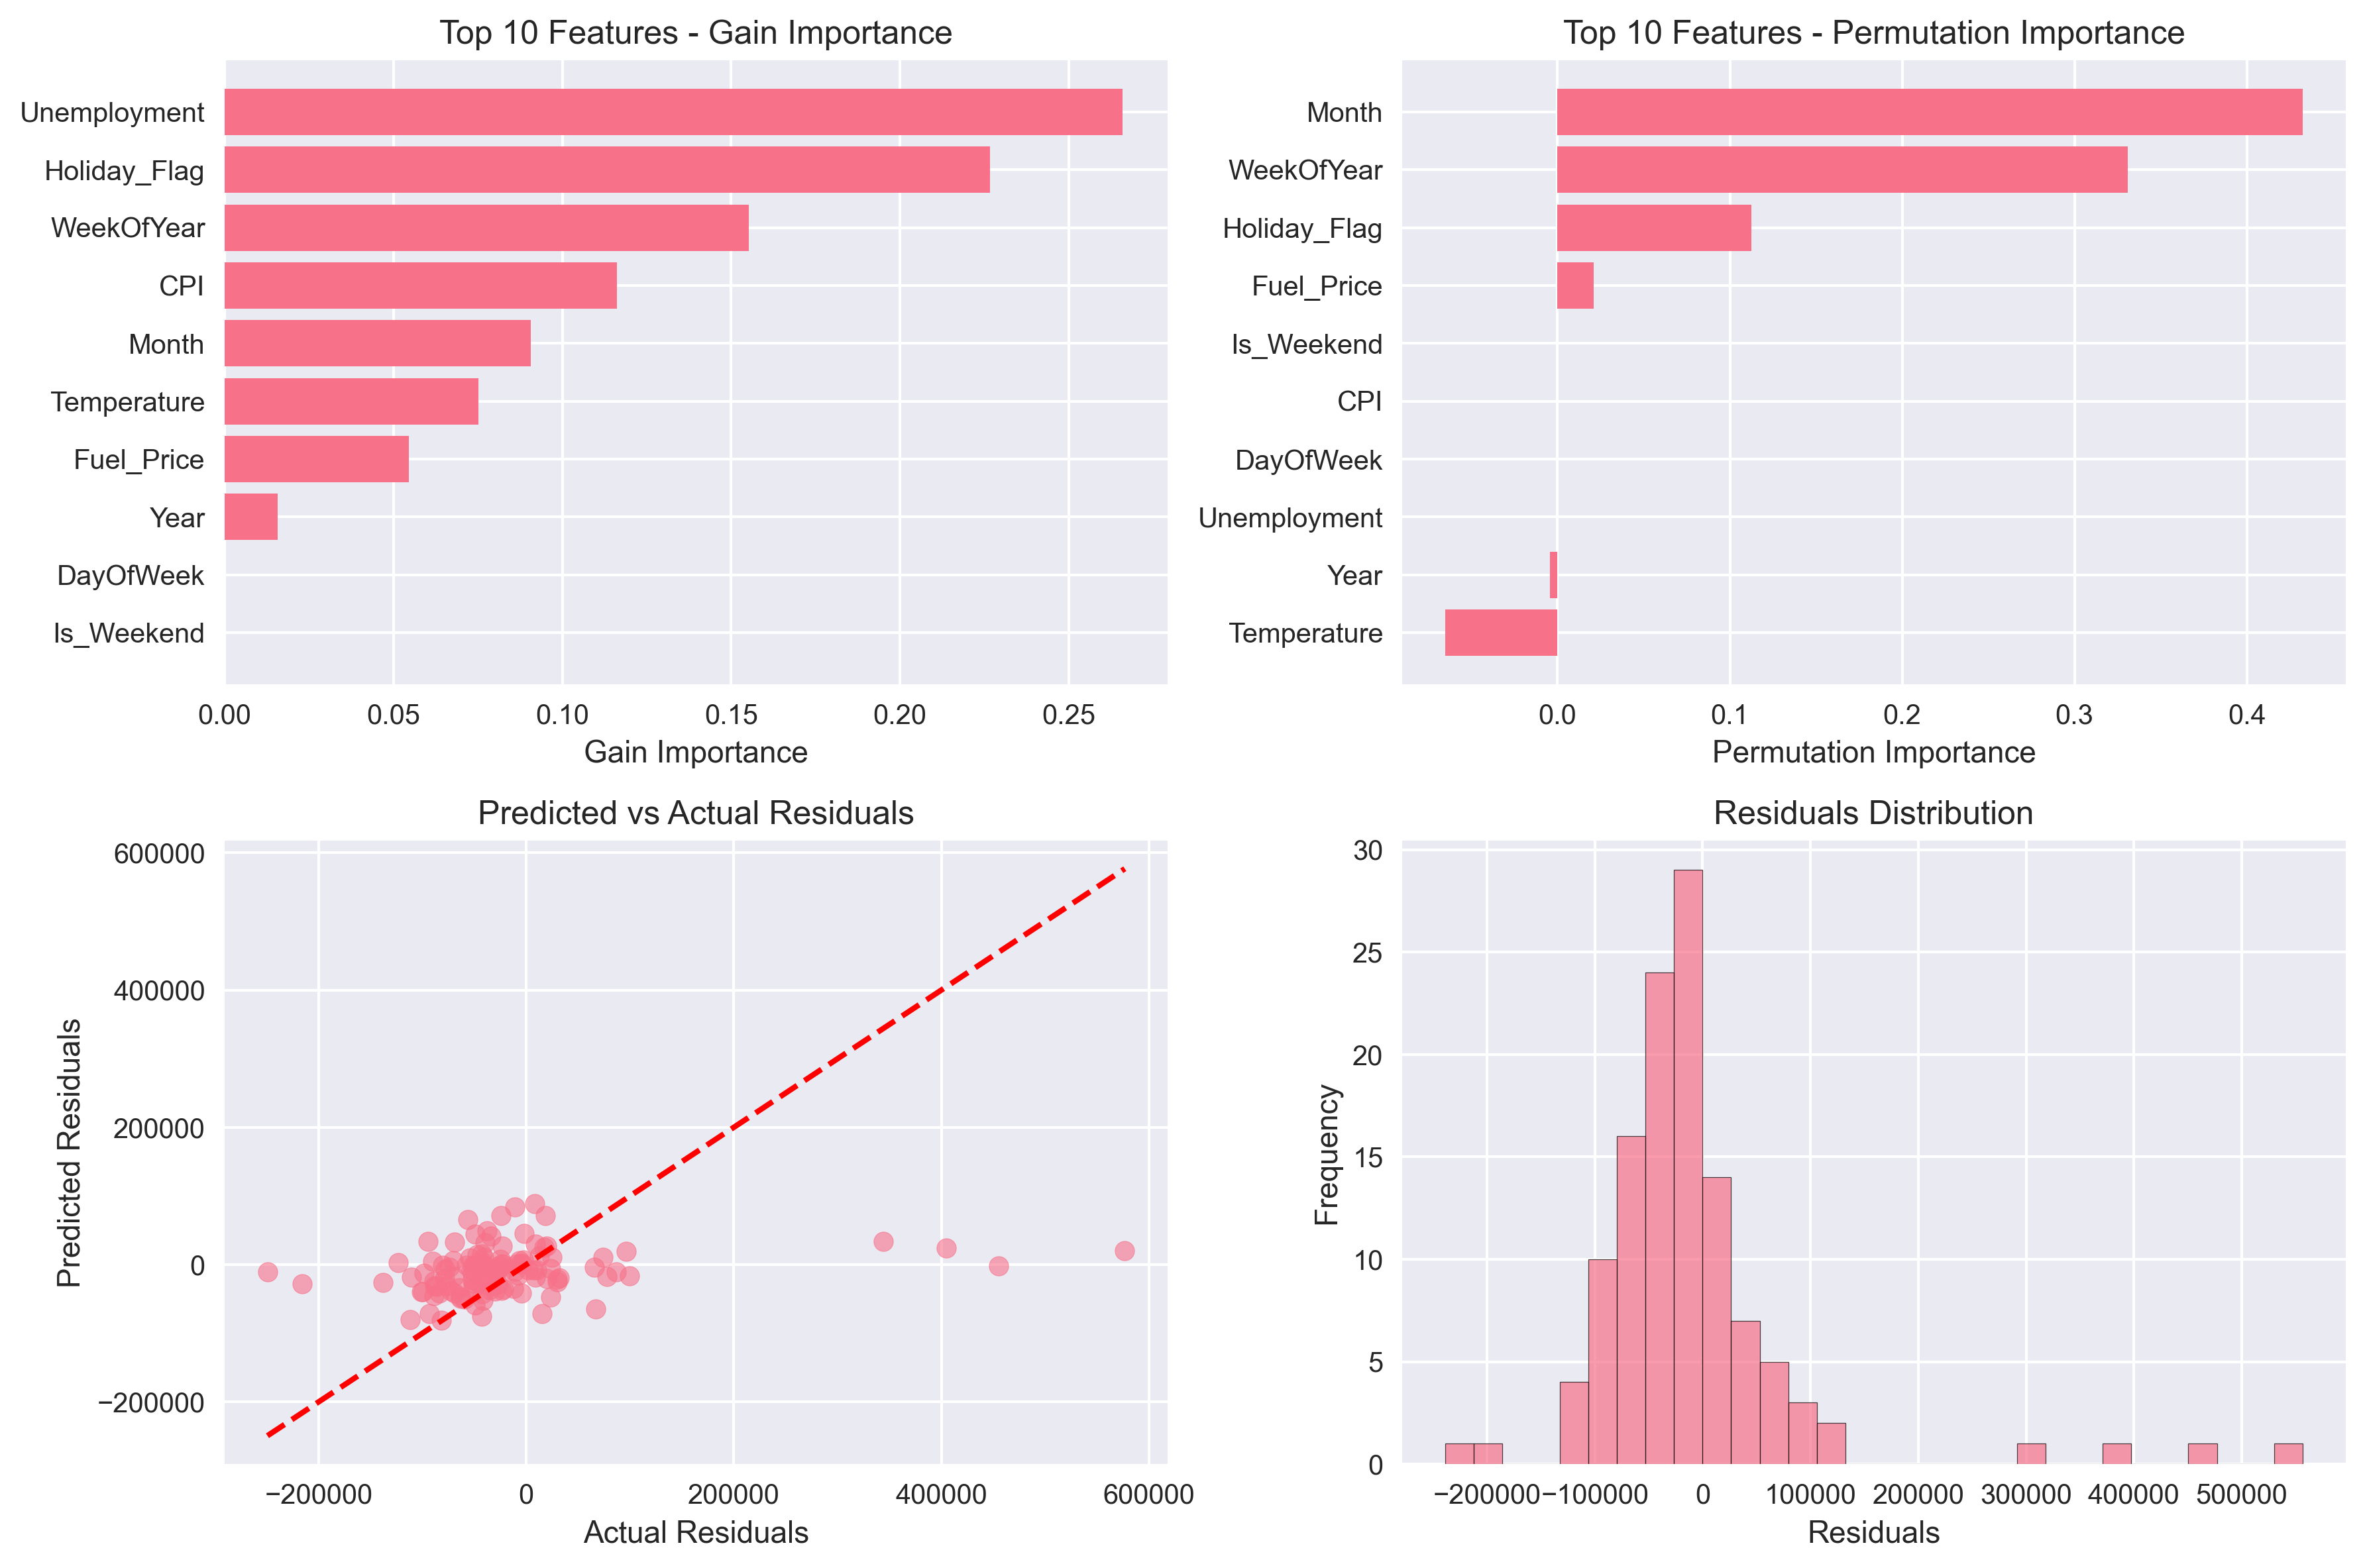 Top 10 Features - Gain Importance
Unemployment
Holiday_Flag
WeekOfYear
CPI
Month
Temperature
Fuel_Price
Year
DayOfWeek
Is_Weekend
0.00 0.05 0.10 0.15 0.20 0.25
Gain Importance
Top 10 Features - Permutation Importance
Month
WeekOfYear
Holiday_Flag
Fuel_Price
Is_Weekend
CPI
DayOfWeek
Unemployment
Year
Temperature
0.0 0.1 0.2 0.3 0.4
Permutation Importance
Predicted vs Actual Residuals
Predicted Residuals
600000
400000
200000
0
−200000
−200000 0 200000 400000 600000
Actual Residuals
Residuals Distribution
Frequency
30
25
20
15
10
5
0
−200000 −100000 0 100000 200000 300000 400000 500000
Residuals